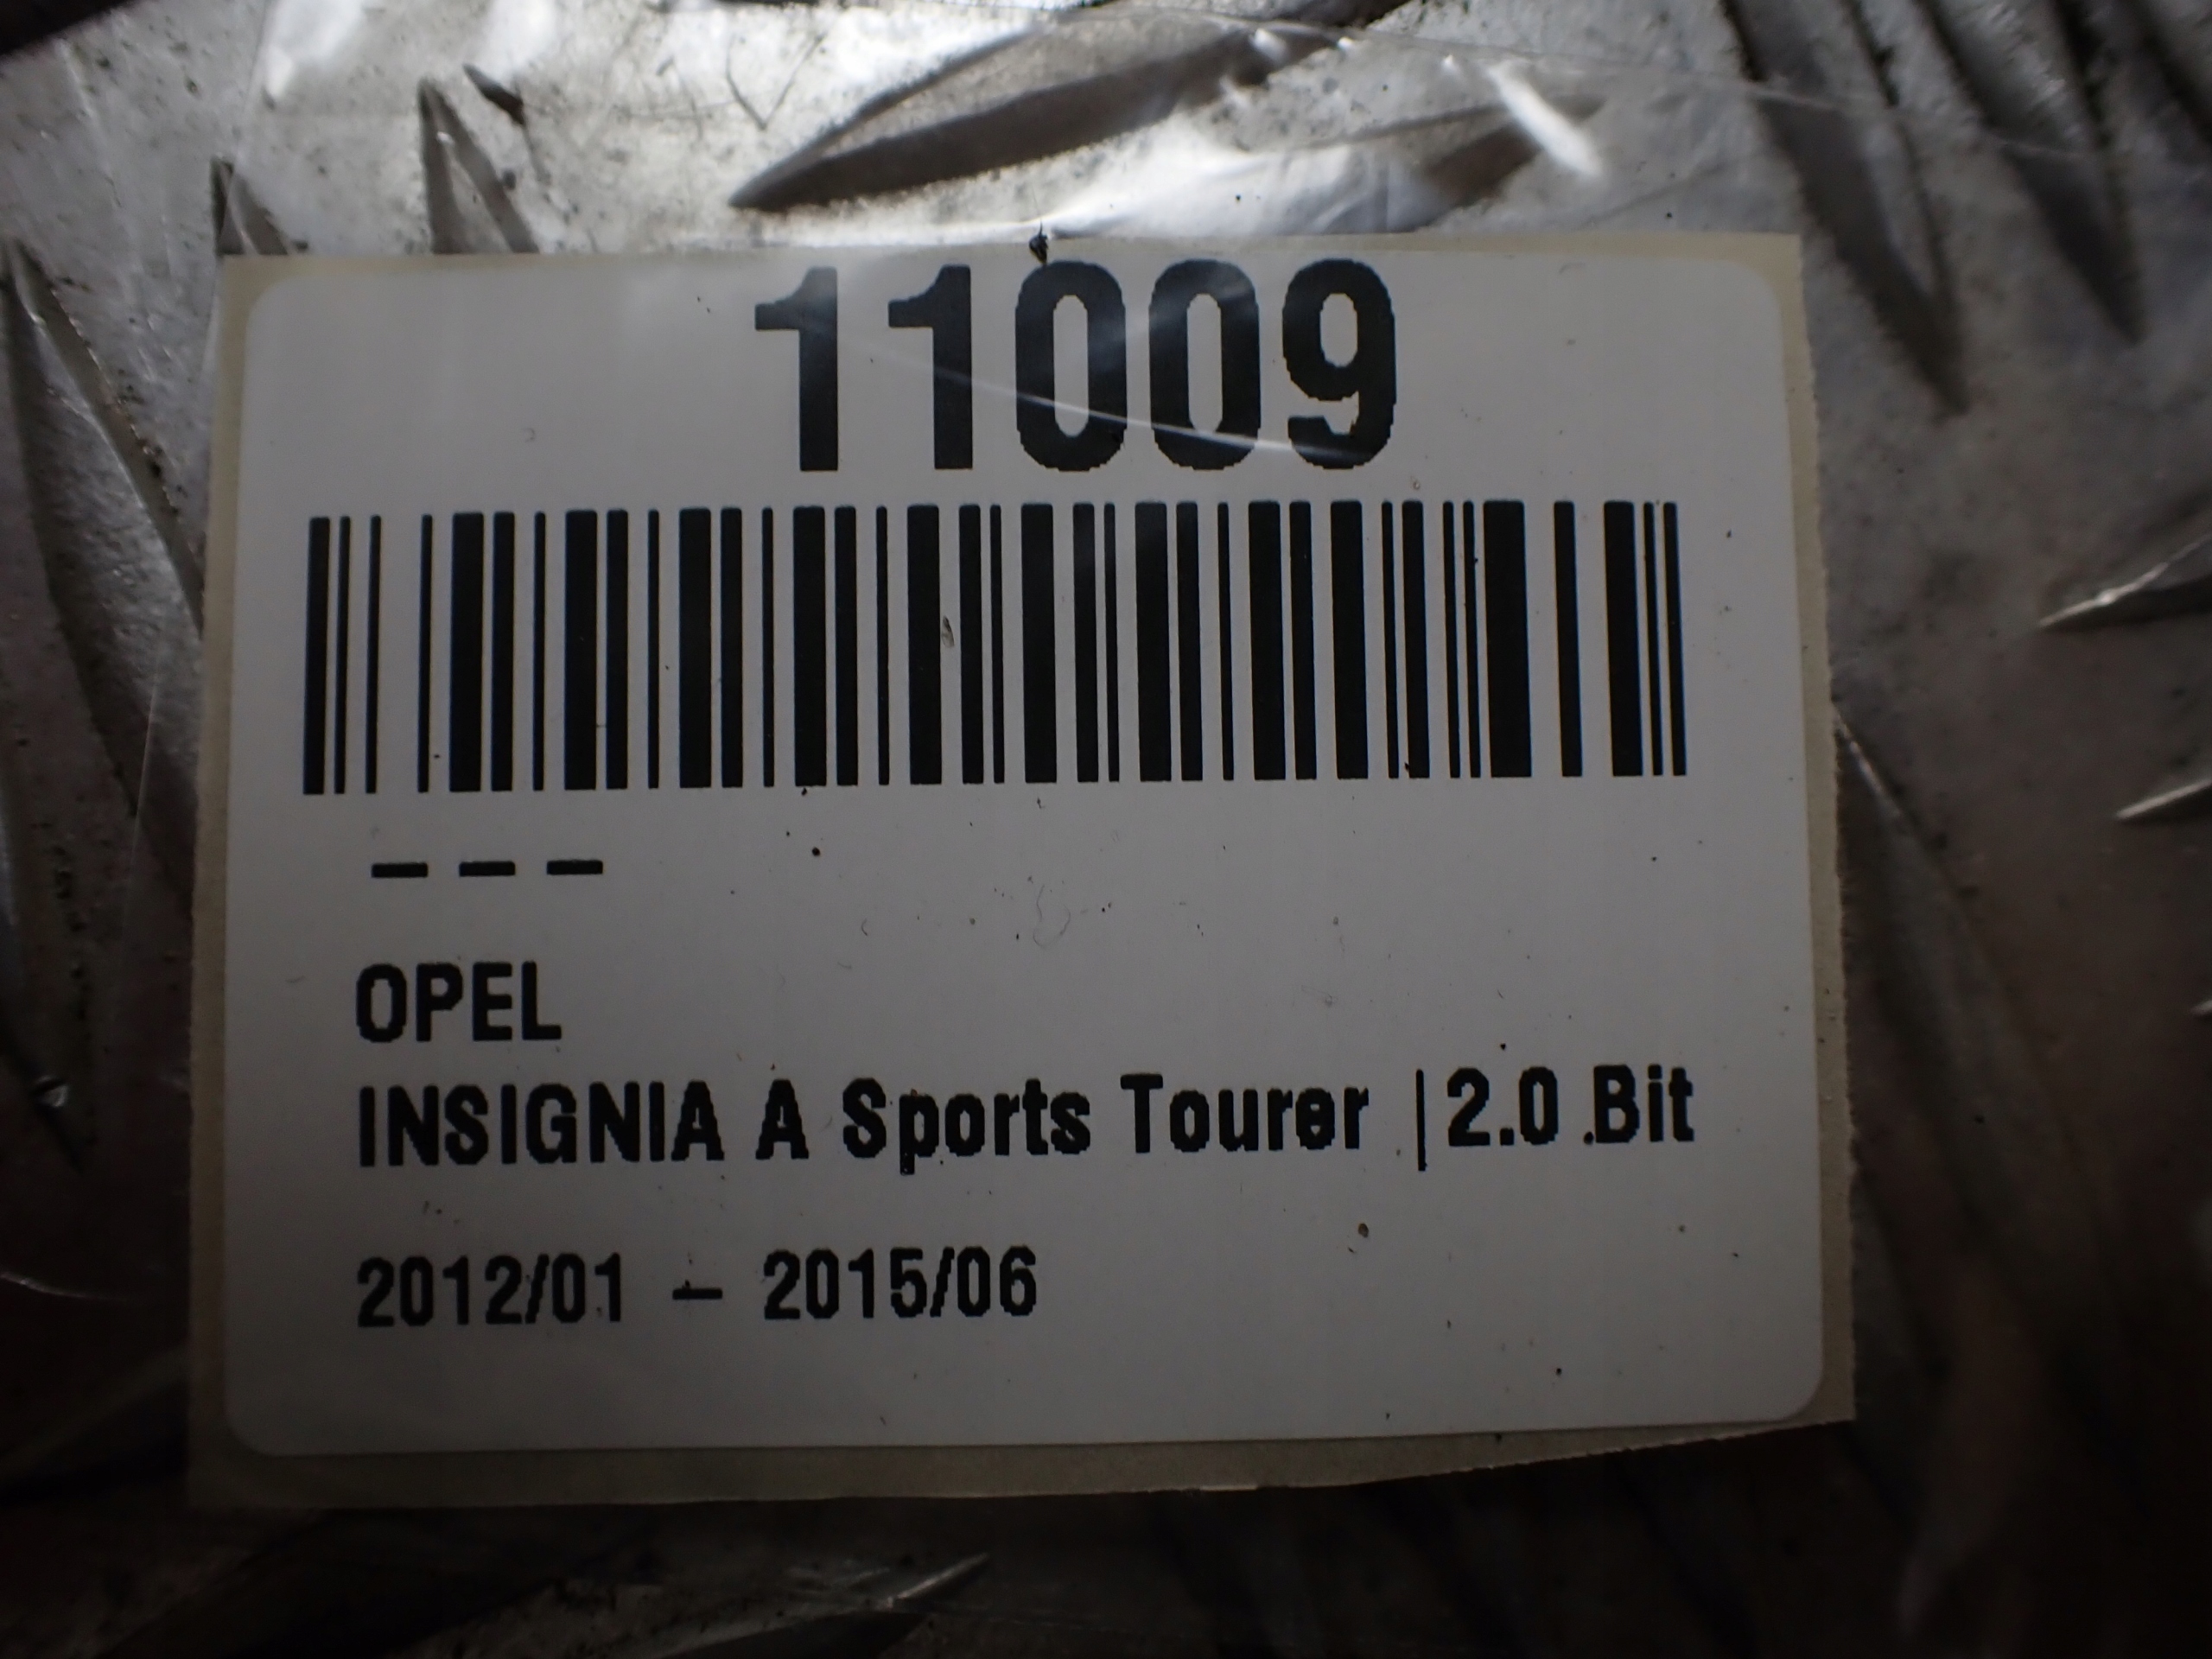 11009
---
OPEL
INSIGNIA A Sports Tourer |2.0 Bit
2012/01 - 2015/06